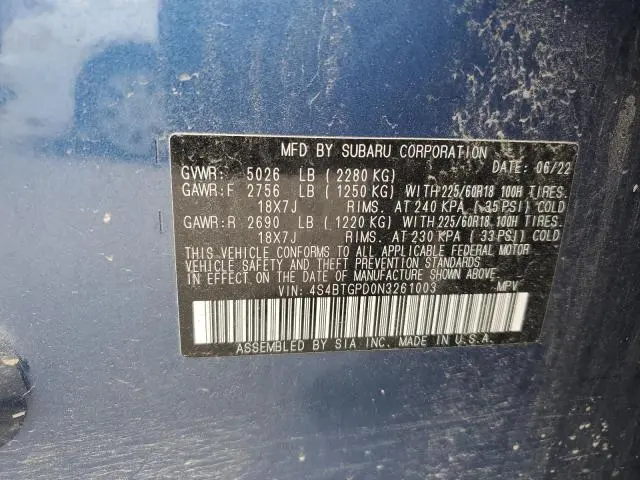 MFD BY SUBARU CORPORATION
DATE: 06/22
GVWR: 5026 LB (2280 KG)
GAWR:F 2756 LB (1250 KG) WITH 225/60R18 100H TIRES.
18X7J RIMS. AT 240 KPA (35 PSI) COLD
GAWR:R 2690 LB (1220 KG) WITH 225/60R18 100H TIRES.
18X7J RIMS. AT 230 KPA (33 PSI) COLD
THIS VEHICLE CONFORMS TO ALL APPLICABLE FEDERAL MOTOR
VEHICLE SAFETY AND THEFT PREVENTION STANDARDS
IN EFFECT ON THE DATE OF MANUFACTURE SHOWN ABOVE.
VIN: 4S4BTGPD0N3261003 MPV
ASSEMBLED BY SIA INC. MADE IN U.S.A.